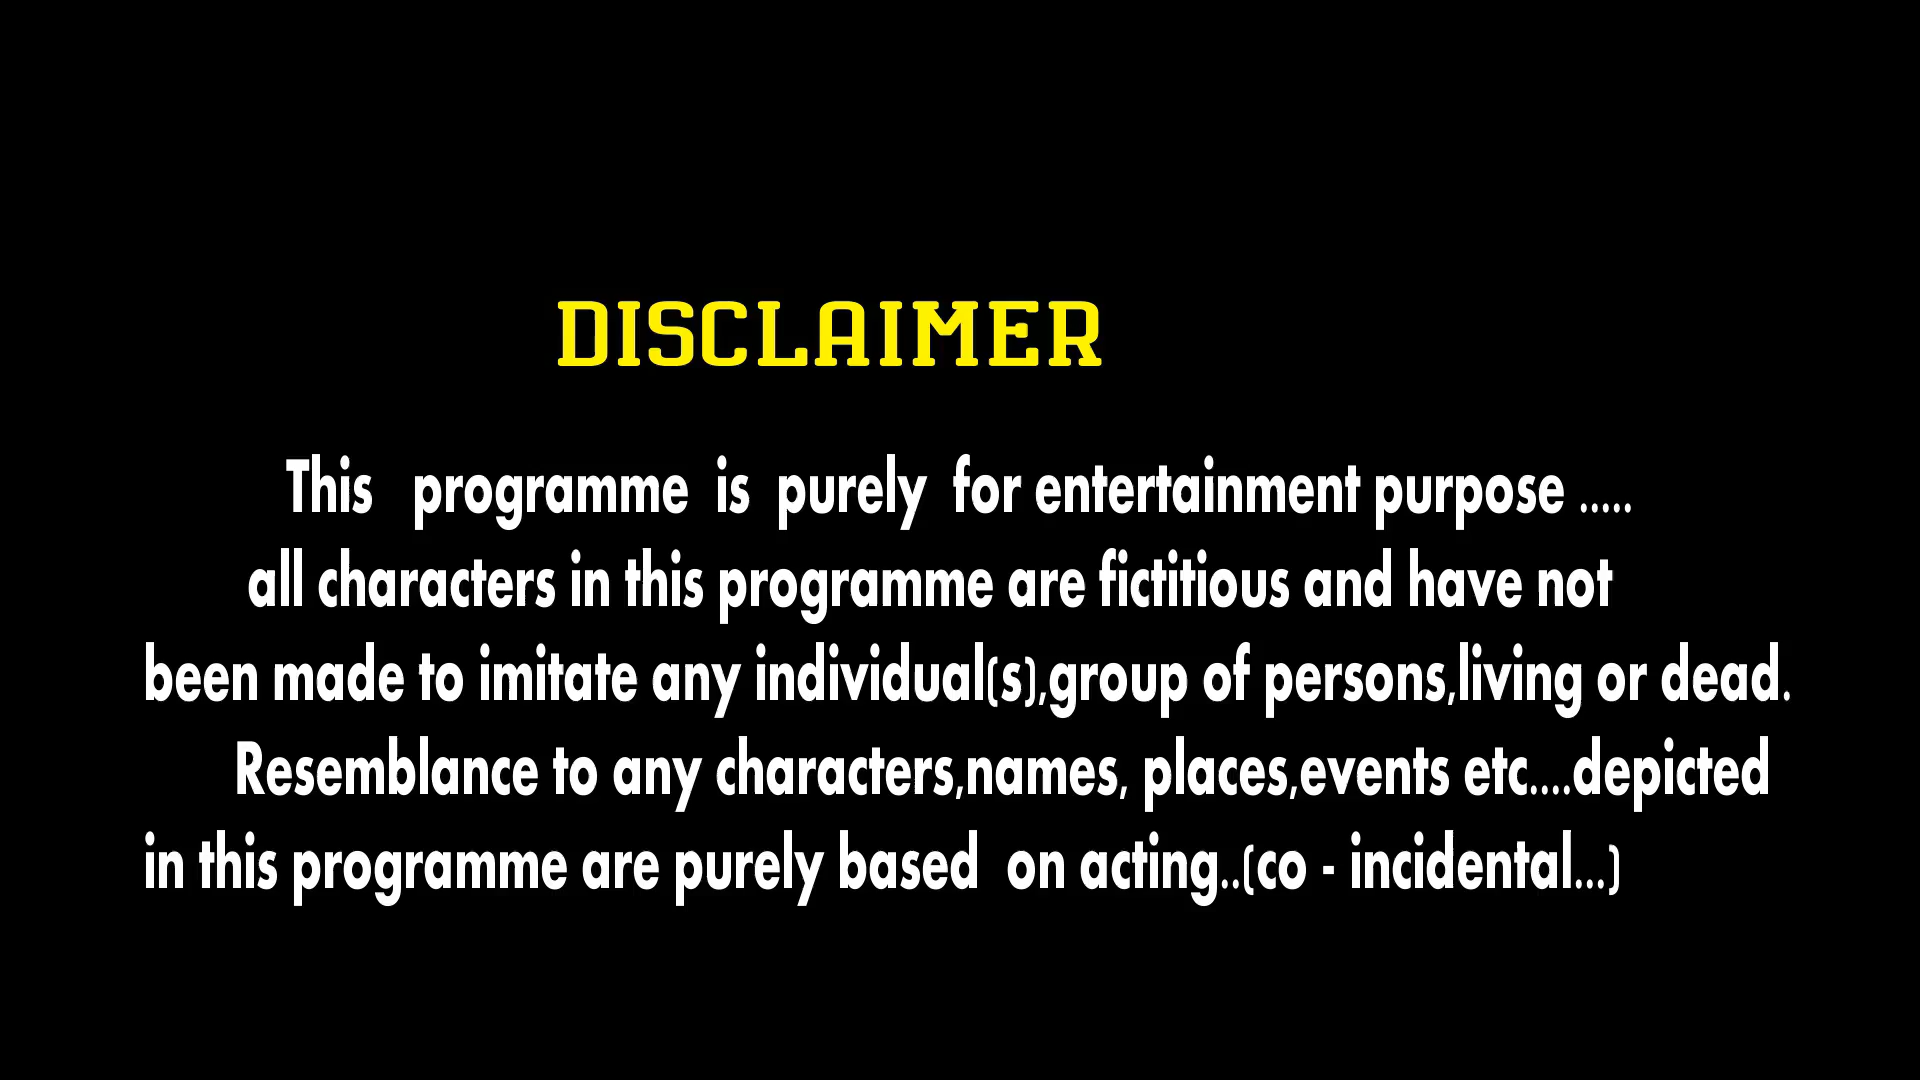 DISCLAIMER
This programme is purely for entertainment purpose .....
all characters in this programme are fictitious and have not
been made to imitate any individual(s),group of persons,living or dead.
Resemblance to any characters,names, places,events etc....depicted
in this programme are purely based on acting..(co - incidental...)